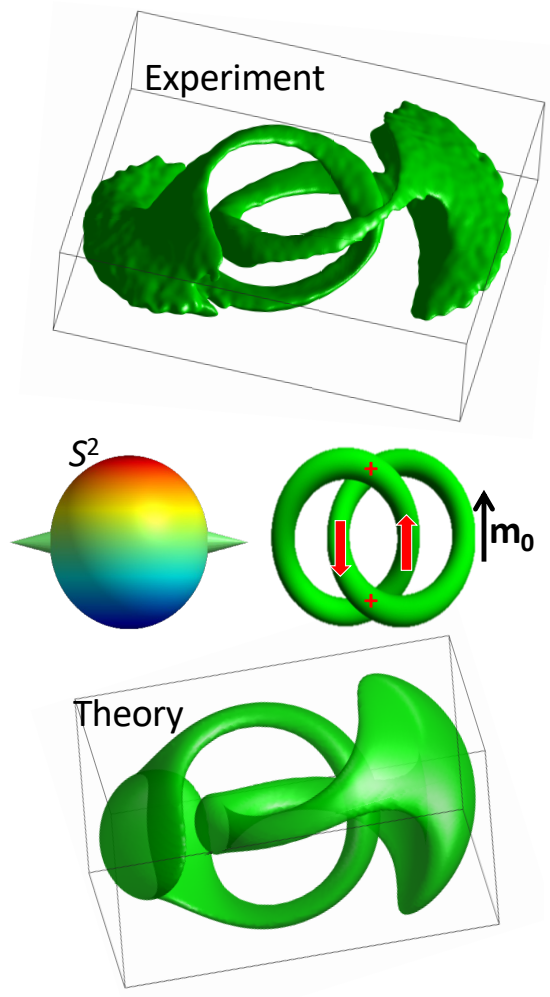 Experiment
S²
+
m₀
+
Theory